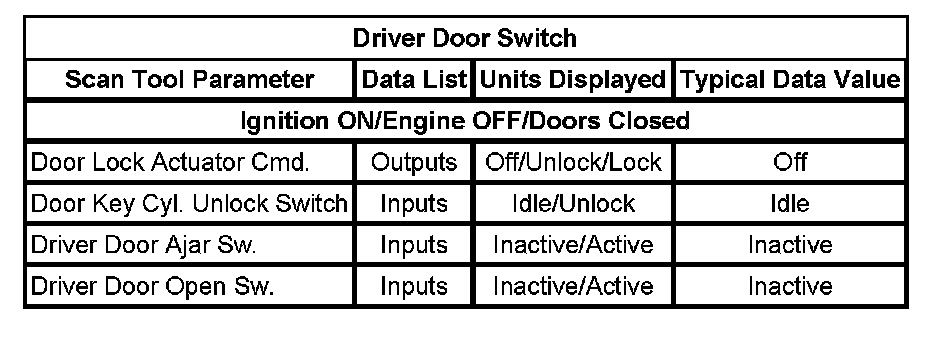 Driver Door Switch
Scan Tool Parameter Data List Units Displayed Typical Data Value
Ignition ON/Engine OFF/Doors Closed
Door Lock Actuator Cmd. Outputs Off/Unlock/Lock Off
Door Key Cyl. Unlock Switch Inputs Idle/Unlock Idle
Driver Door Ajar Sw. Inputs Inactive/Active Inactive
Driver Door Open Sw. Inputs Inactive/Active Inactive